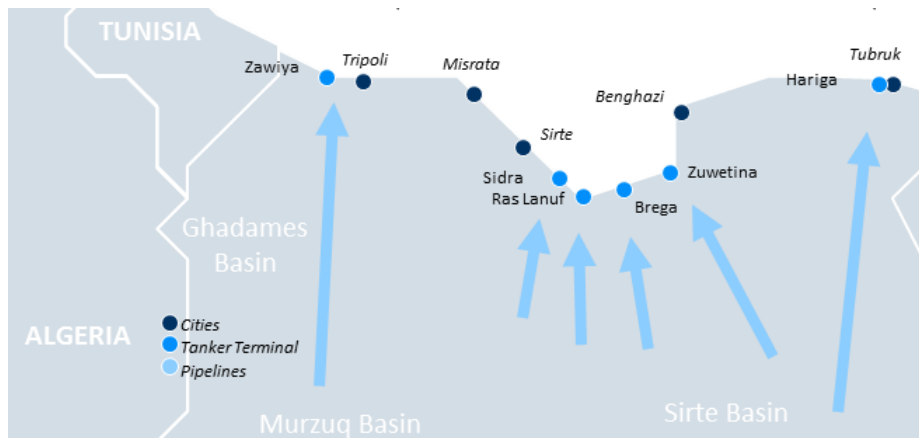 TUNISIA
Tripoli
Zawiya
Misrata
Tubruk
Hariga
Benghazi
Sirte
Sidra
Ras Lanuf
Zuwetina
Brega
Ghadames
Basin
ALGERIA
Cities
Tanker Terminal
Pipelines
Murzuq Basin
Sirte Basin